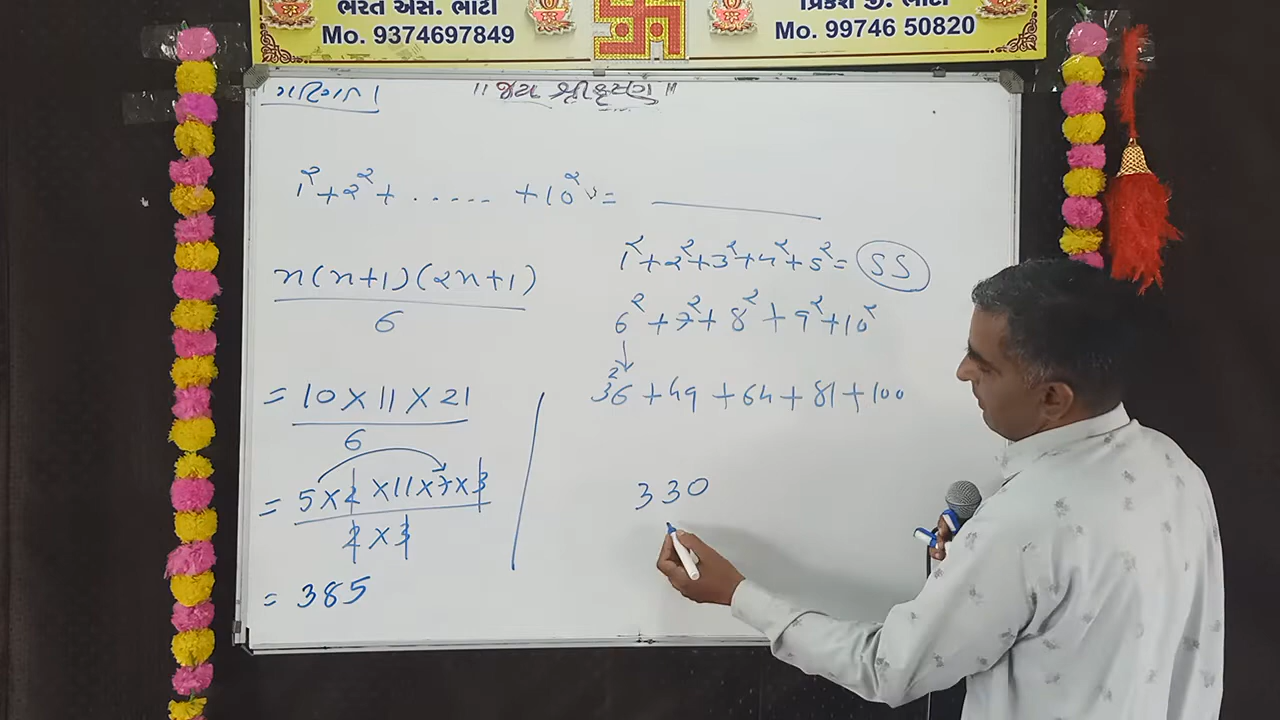 ભરત એસ. ભાટી
Mo. 9374697849
પ્રિકેશ જી. ભાટી
Mo. 99746 50820
ગણિત
" જય શ્રી કૃષ્ણ "
1² + 2² + ..... + 10² =
n(n+1)(2n+1)
6
= 10 × 11 × 21
6
= 5 × 2 × 11 × 7 × 3
2 × 3
= 385
1² + 2² + 3² + 4² + 5² = 55
6² + 7² + 8² + 9² + 10²
2
36 + 49 + 64 + 81 + 100
330